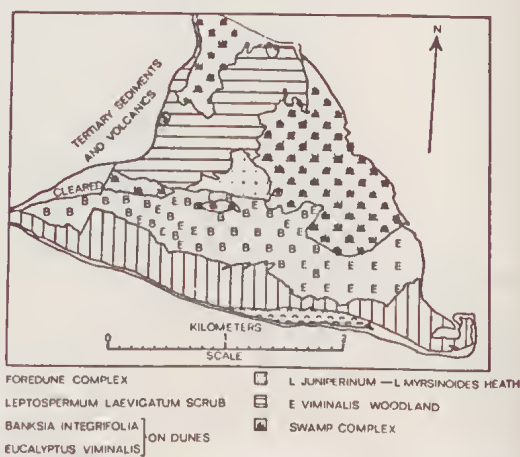 N
TERTIARY SEDIMENTS
AND VOLCANICS
CLEARED
B B B B E B E E B B
B B E B E B B B E E E
B B E B B B B E E E
B E E E E
E E E
0 1 2
KILOMETERS
SCALE
FOREDUNE COMPLEX
LEPTOSPERMUM LAEVIGATUM SCRUB
BANKSIA INTEGRIFOLIA
EUCALYPTUS VIMINALIS
ON DUNES
L JUNIPERINUM — L MYRSINOIDES HEATH
E VIMINALIS WOODLAND
SWAMP COMPLEX